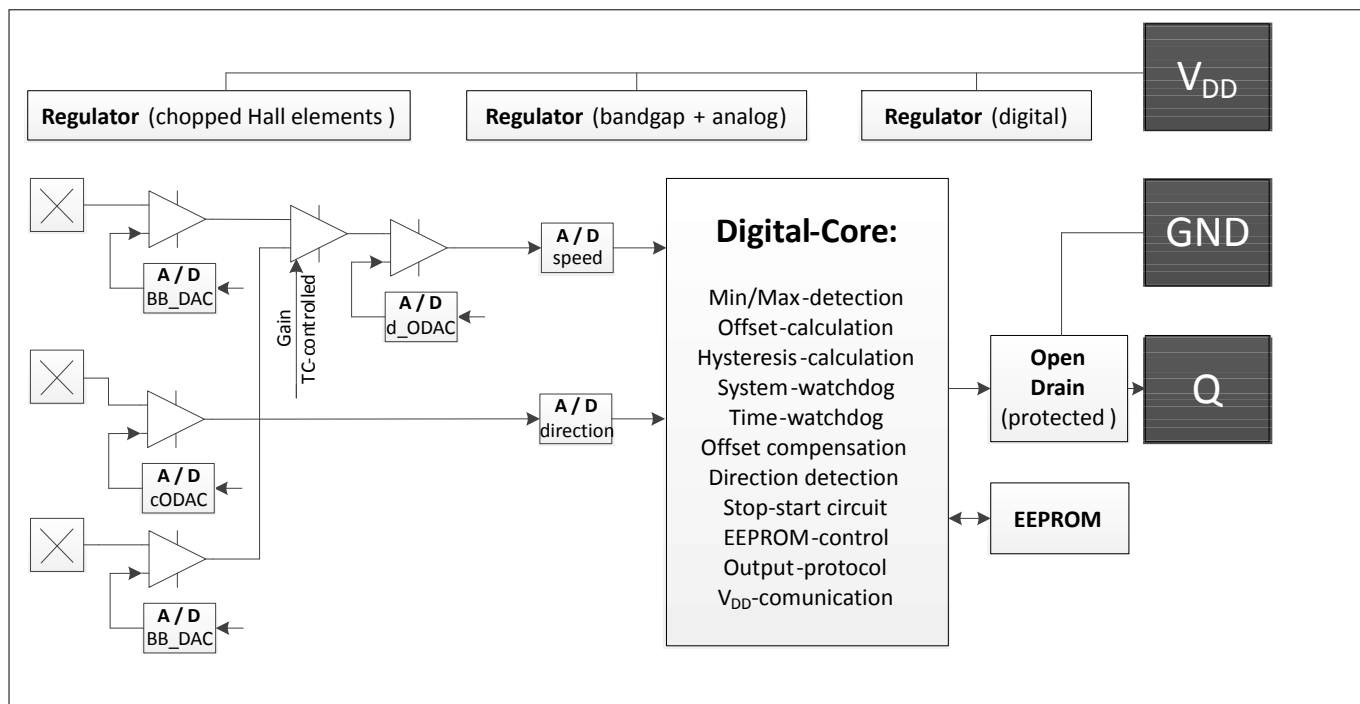 V_DD
Regulator (chopped Hall elements )
Regulator (bandgap + analog)
Regulator (digital)
GND
A / D
BB_DAC
Gain
TC-controlled
A / D
d_ODAC
A / D
speed
Digital-Core:
Min/Max-detection
Offset-calculation
Hysteresis-calculation
System-watchdog
Time-watchdog
Offset compensation
Direction detection
Stop-start circuit
EEPROM-control
Output-protocol
V_DD-comunication
Open
Drain
(protected )
Q
A / D
direction
A / D
cODAC
EEPROM
A / D
BB_DAC